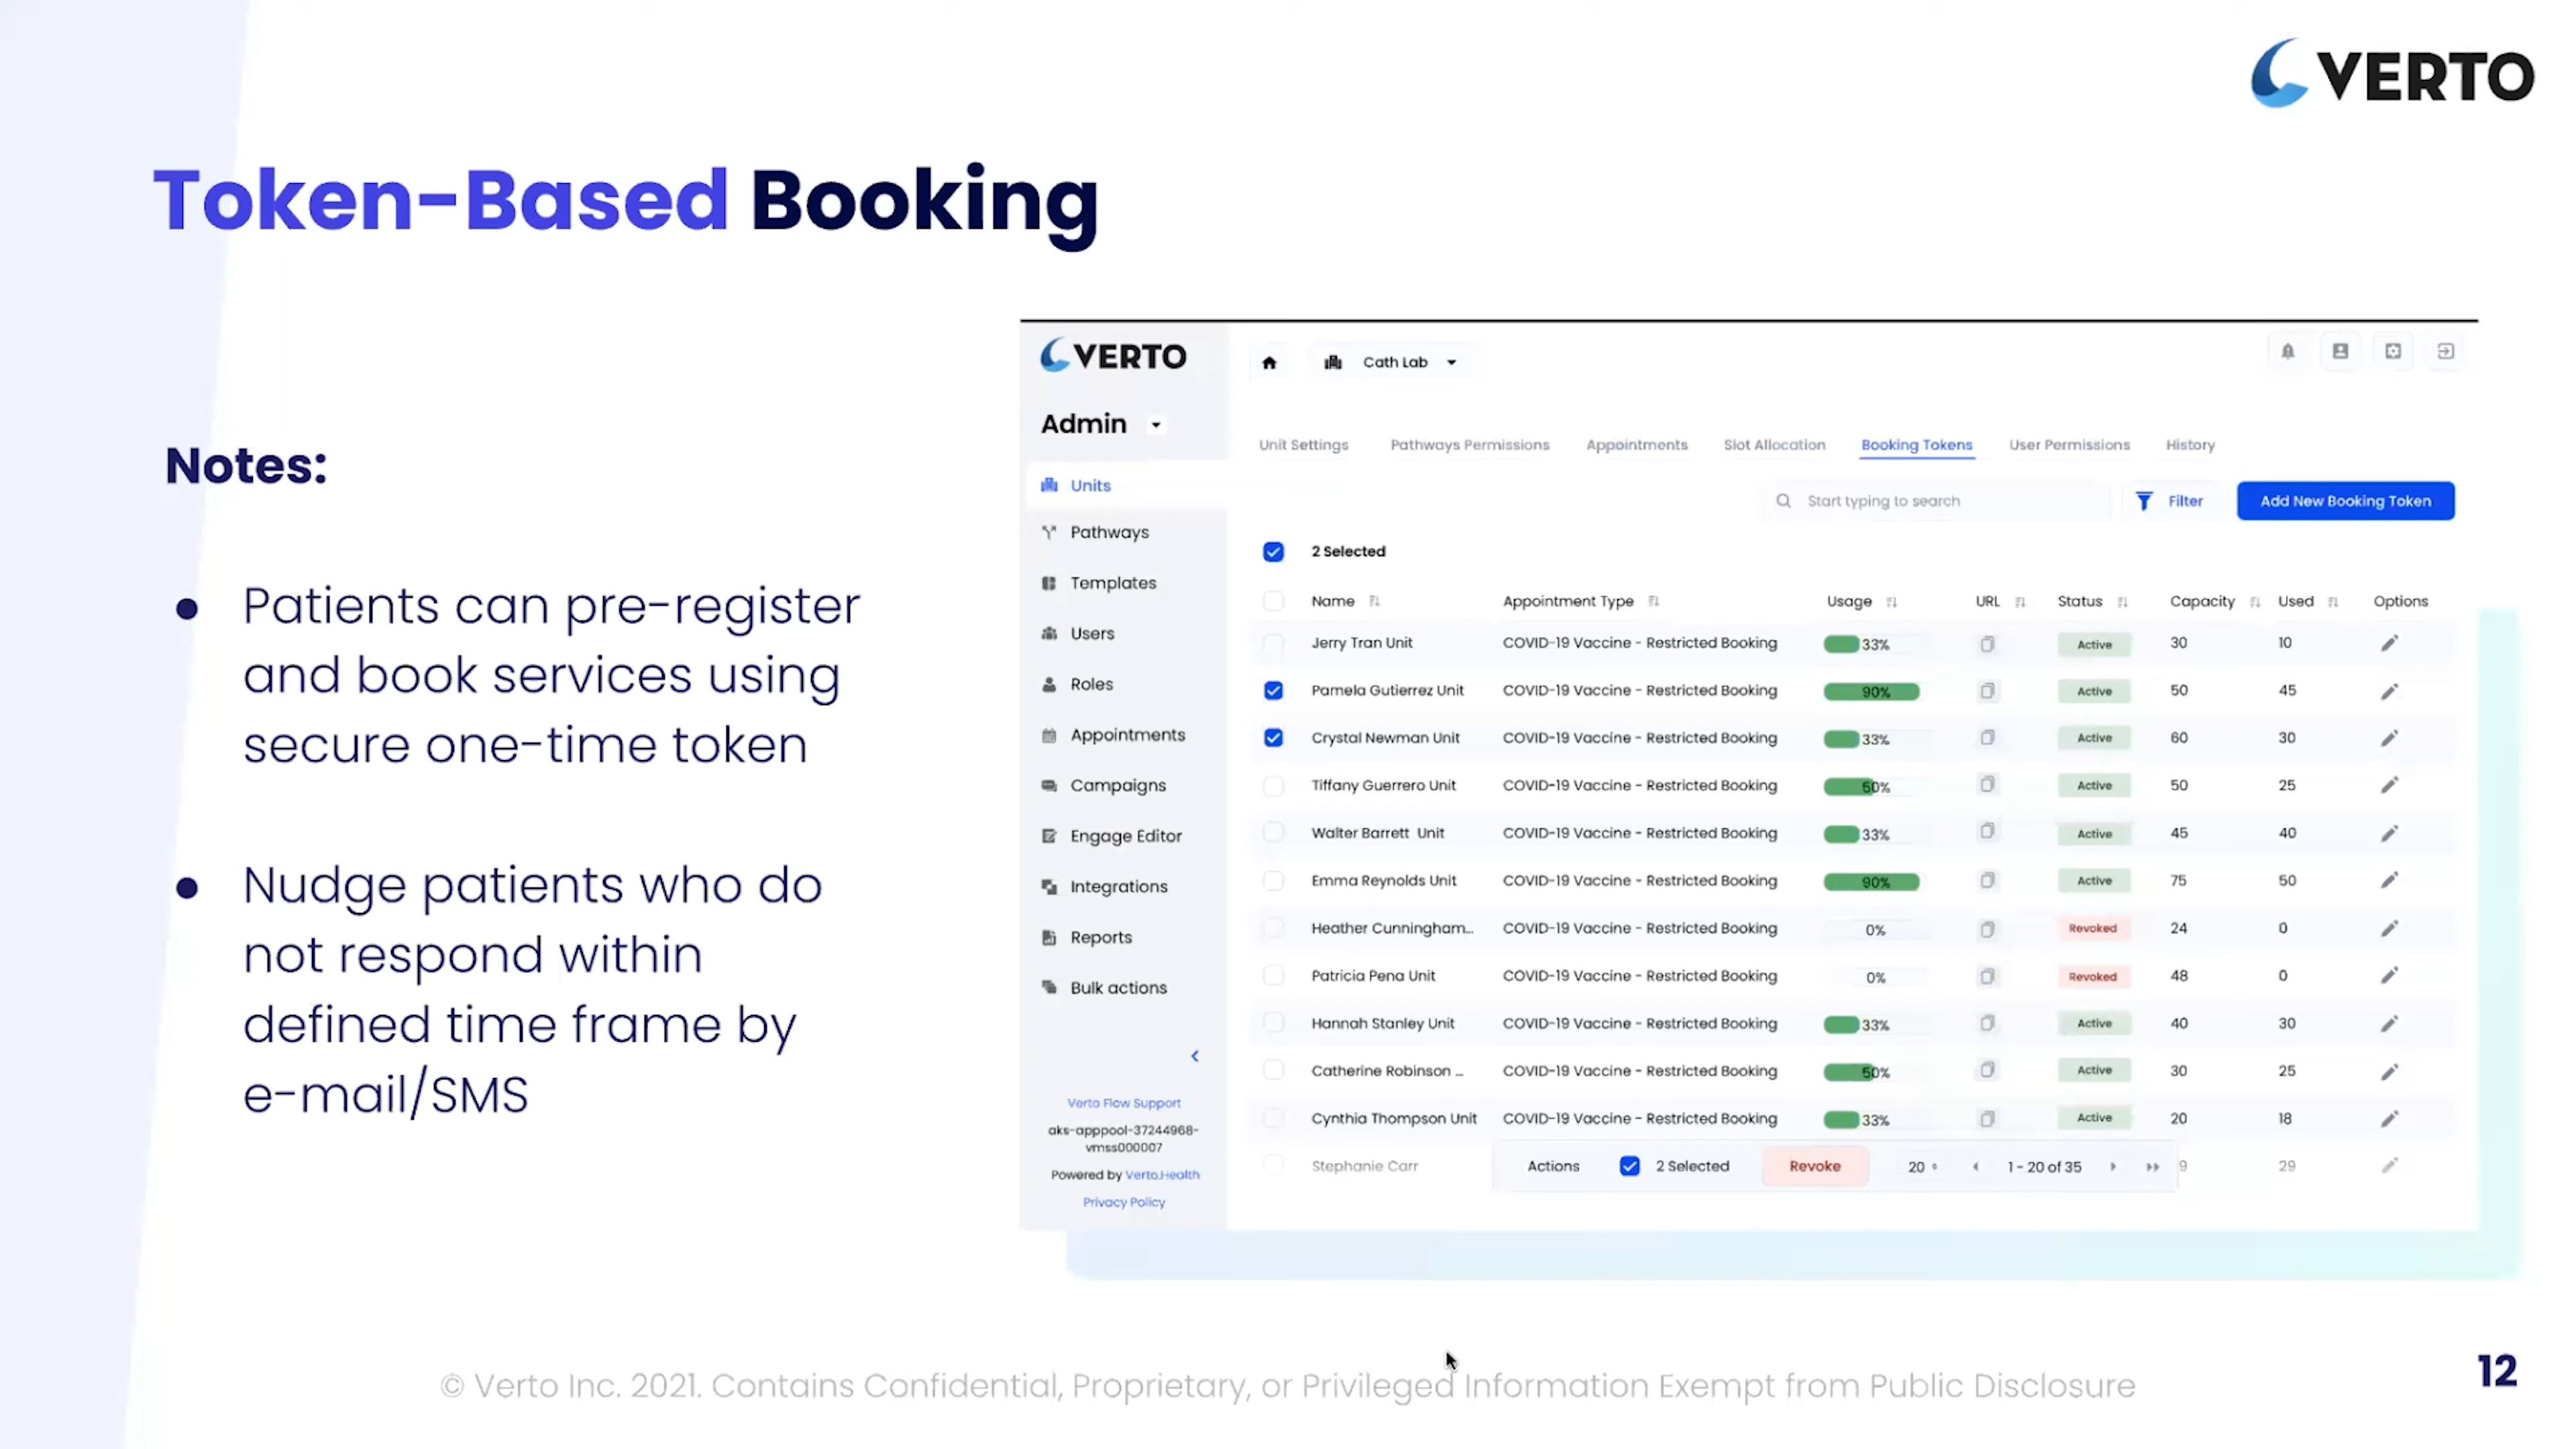 VERTO
Token-Based Booking
Notes:
● Patients can pre-register
and book services using
secure one-time token
● Nudge patients who do
not respond within
defined time frame by
e-mail/SMS
VERTO
Cath Lab
Admin
Units
Pathways
Templates
Users
Roles
Appointments
Campaigns
Engage Editor
Integrations
Reports
Bulk actions
Verto Flow Support
aks-apppool-37244968-
vmss000007
Powered by Verto.Health
Privacy Policy
Unit Settings Pathways Permissions Appointments Slot Allocation Booking Tokens User Permissions History
Start typing to search Filter Add New Booking Token
2 Selected
Name Appointment Type Usage URL Status Capacity Used Options
Jerry Tran Unit COVID-19 Vaccine - Restricted Booking 33% Active 30 10
Pamela Gutierrez Unit COVID-19 Vaccine - Restricted Booking 90% Active 50 45
Crystal Newman Unit COVID-19 Vaccine - Restricted Booking 33% Active 60 30
Tiffany Guerrero Unit COVID-19 Vaccine - Restricted Booking 50% Active 50 25
Walter Barrett Unit COVID-19 Vaccine - Restricted Booking 33% Active 45 40
Emma Reynolds Unit COVID-19 Vaccine - Restricted Booking 90% Active 75 50
Heather Cunningham... COVID-19 Vaccine - Restricted Booking 0% Revoked 24 0
Patricia Pena Unit COVID-19 Vaccine - Restricted Booking 0% Revoked 48 0
Hannah Stanley Unit COVID-19 Vaccine - Restricted Booking 33% Active 40 30
Catherine Robinson ... COVID-19 Vaccine - Restricted Booking 50% Active 30 25
Cynthia Thompson Unit COVID-19 Vaccine - Restricted Booking 33% Active 20 18
Stephanie Carr 9 29
Actions 2 Selected Revoke 20 1 - 20 of 35
© Verto Inc. 2021. Contains Confidential, Proprietary, or Privileged Information Exempt from Public Disclosure
12